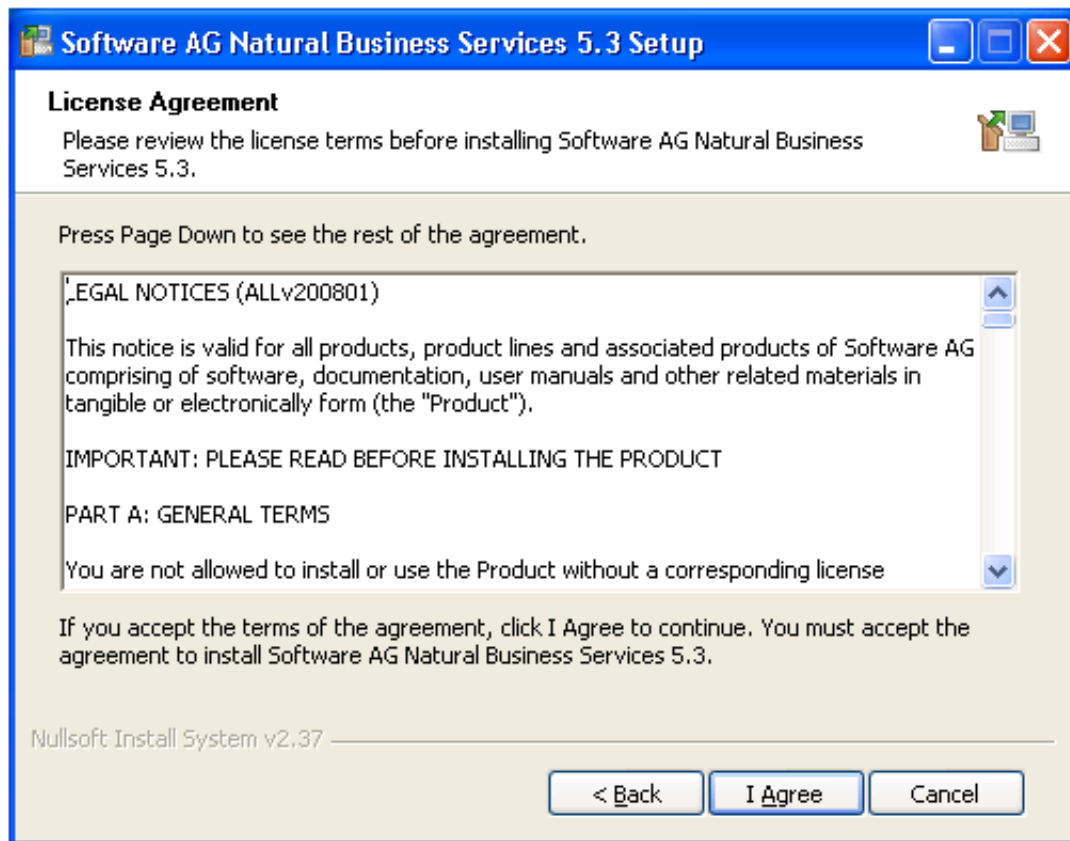 Software AG Natural Business Services 5.3 Setup
License Agreement
Please review the license terms before installing Software AG Natural Business
Services 5.3.
Press Page Down to see the rest of the agreement.
LEGAL NOTICES (ALLv200801)
This notice is valid for all products, product lines and associated products of Software AG
comprising of software, documentation, user manuals and other related materials in
tangible or electronically form (the "Product").
IMPORTANT: PLEASE READ BEFORE INSTALLING THE PRODUCT
PART A: GENERAL TERMS
You are not allowed to install or use the Product without a corresponding license
If you accept the terms of the agreement, click I Agree to continue. You must accept the
agreement to install Software AG Natural Business Services 5.3.
Nullsoft Install System v2.37
< Back
I Agree
Cancel